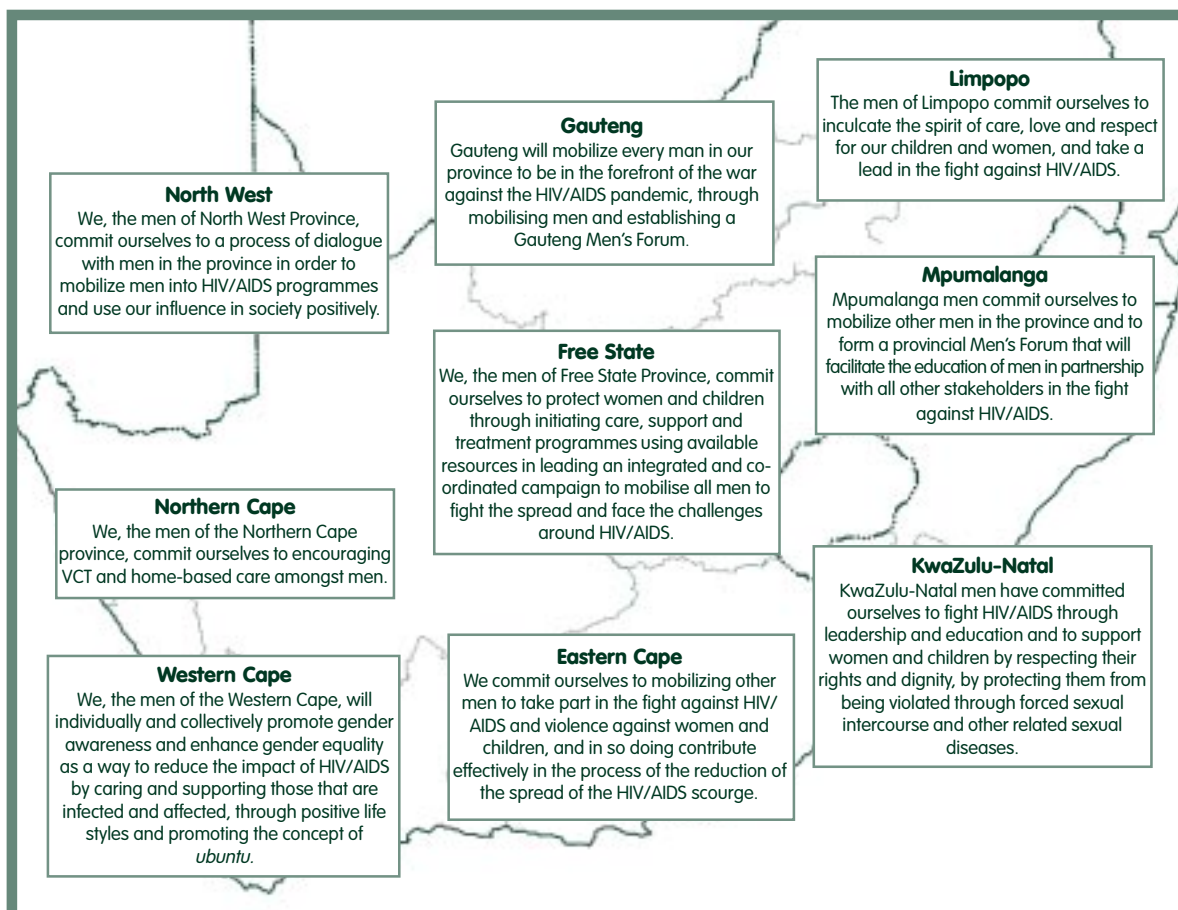 Limpopo
The men of Limpopo commit ourselves to
inculcate the spirit of care, love and respect
for our children and women, and take a
lead in the fight against HIV/AIDS.
Gauteng
Gauteng will mobilize every man in our
province to be in the forefront of the war
against the HIV/AIDS pandemic, through
mobilising men and establishing a
Gauteng Men's Forum.
North West
We, the men of North West Province,
commit ourselves to a process of dialogue
with men in the province in order to
mobilize men into HIV/AIDS programmes
and use our influence in society positively.
Mpumalanga
Mpumalanga men commit ourselves to
mobilize other men in the province and to
form a provincial Men's Forum that will
facilitate the education of men in partnership
with all other stakeholders in the fight
against HIV/AIDS.
Free State
We, the men of Free State Province, commit
ourselves to protect women and children
through initiating care, support and
treatment programmes using available
resources in leading an integrated and co-
ordinated campaign to mobilise all men to
fight the spread and face the challenges
around HIV/AIDS.
Northern Cape
We, the men of the Northern Cape
province, commit ourselves to encouraging
VCT and home-based care amongst men.
KwaZulu-Natal
KwaZulu-Natal men have committed
ourselves to fight HIV/AIDS through
leadership and education and to support
women and children by respecting their
rights and dignity, by protecting them from
being violated through forced sexual
intercourse and other related sexual
diseases.
Eastern Cape
We commit ourselves to mobilizing other
men to take part in the fight against HIV/
AIDS and violence against women and
children, and in so doing contribute
effectively in the process of the reduction of
the spread of the HIV/AIDS scourge.
Western Cape
We, the men of the Western Cape, will
individually and collectively promote gender
awareness and enhance gender equality
as a way to reduce the impact of HIV/AIDS
by caring and supporting those that are
infected and affected, through positive life
styles and promoting the concept of
ubuntu.